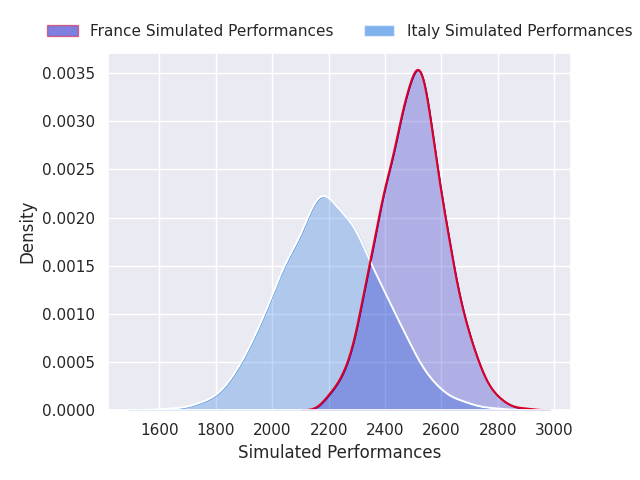 France Simulated Performances Italy Simulated Performances
0.0035
0.0030
0.0025
0.0020
0.0015
0.0010
0.0005
0.0000
Density
1600 1800 2000 2200 2400 2600 2800 3000
Simulated Performances